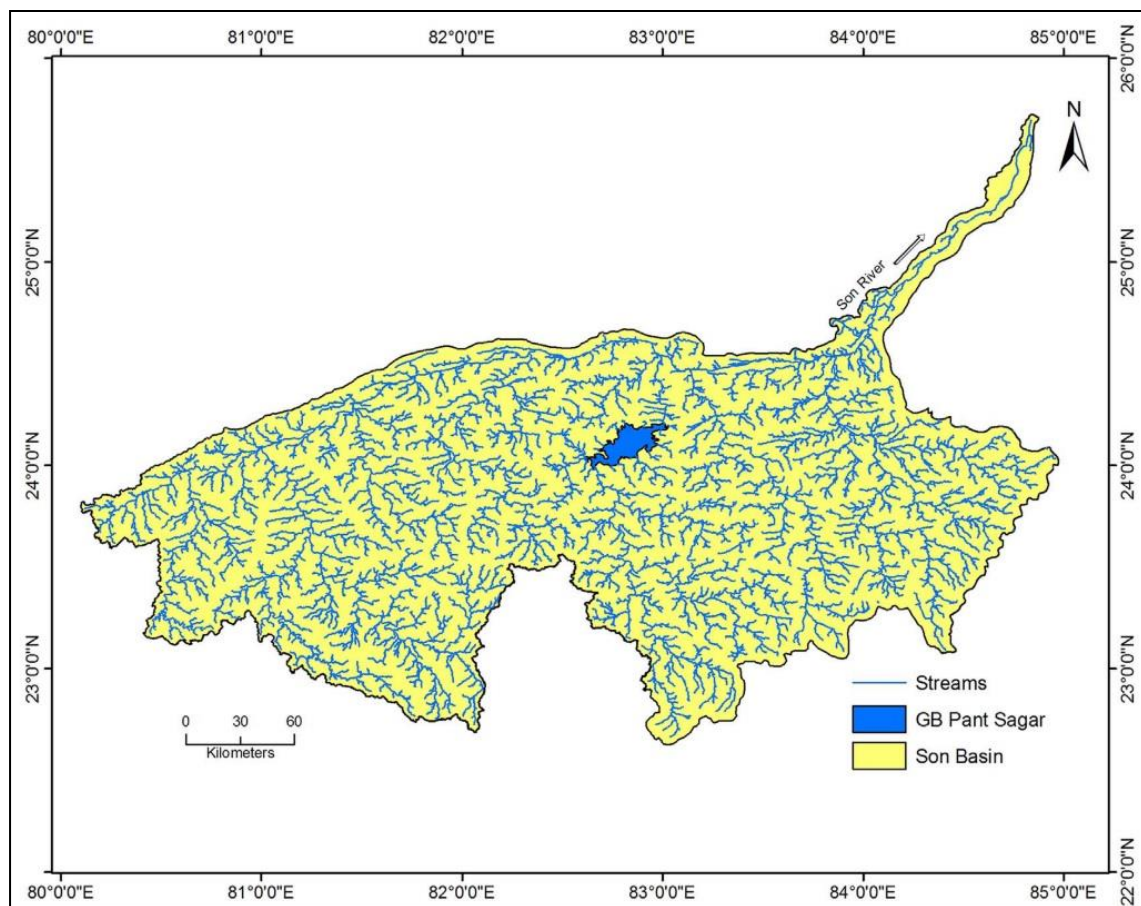 80°0'0"E 81°0'0"E 82°0'0"E 83°0'0"E 84°0'0"E 85°0'0"E
26°0'0"N
N
25°0'0"N 25°0'0"N
Son River
24°0'0"N 24°0'0"N
23°0'0"N 23°0'0"N
Streams
GB Pant Sagar
Son Basin
0 30 60
Kilometers
22°0'0"N
80°0'0"E 81°0'0"E 82°0'0"E 83°0'0"E 84°0'0"E 85°0'0"E